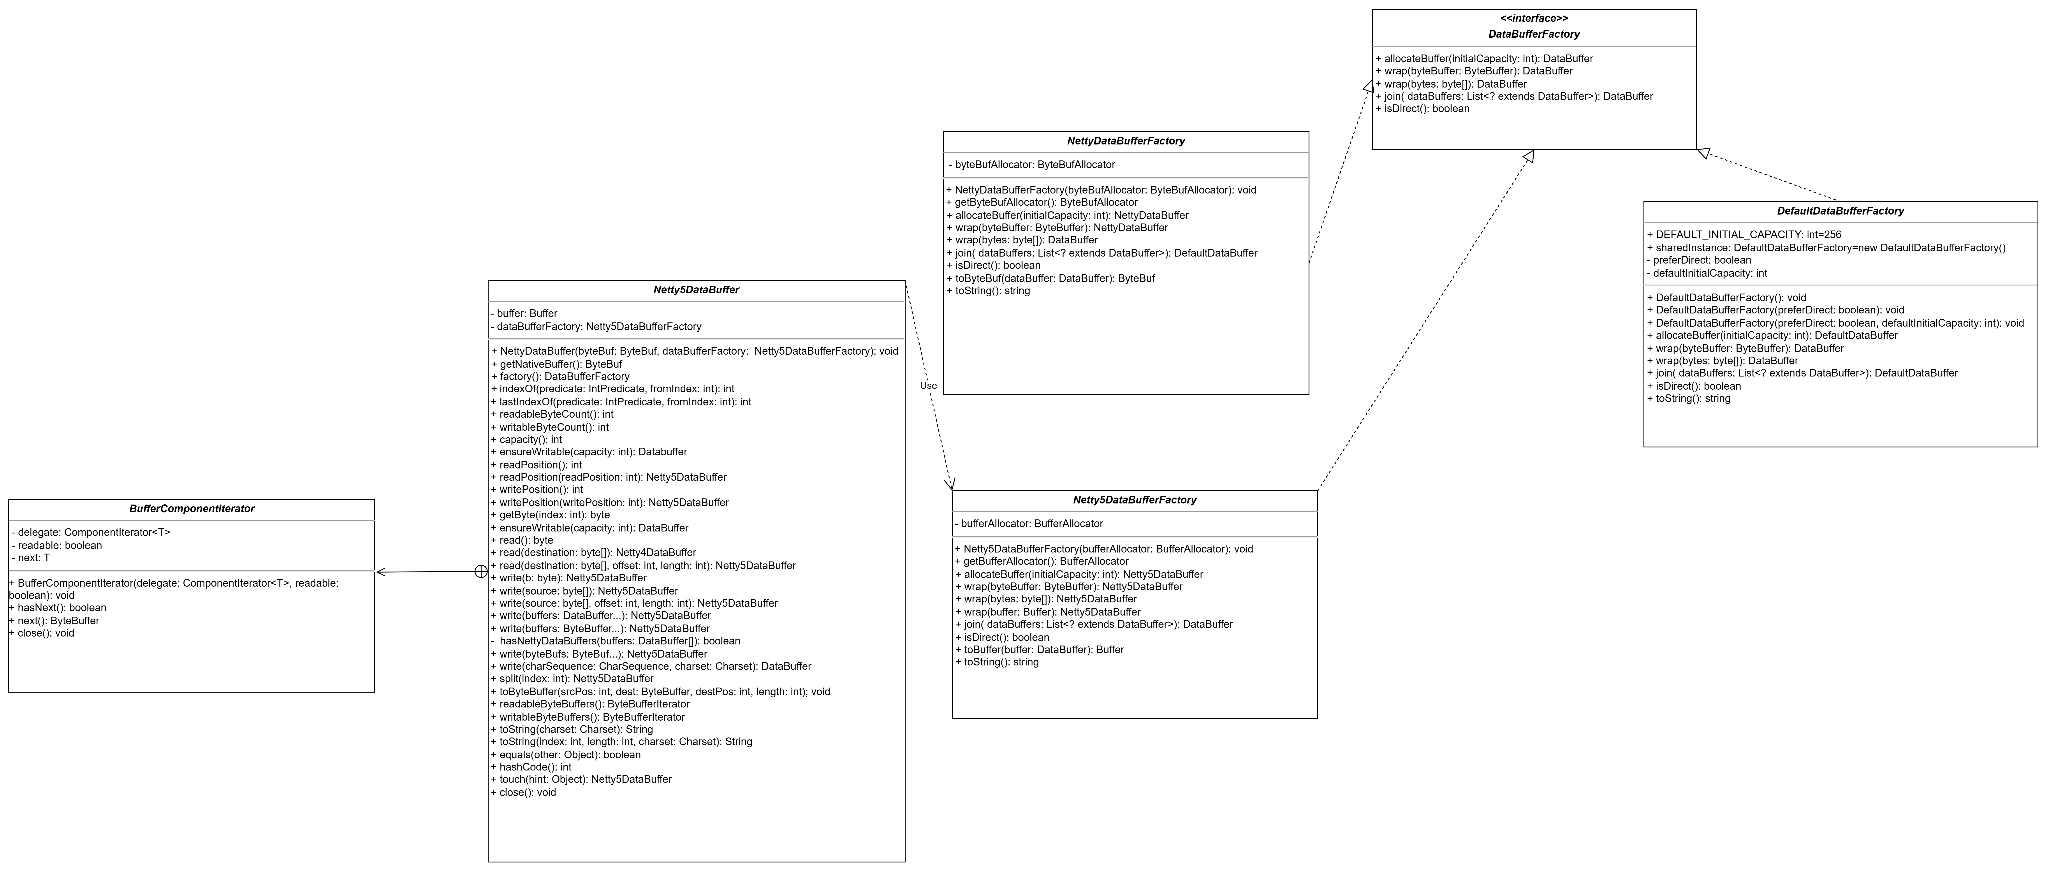 <<interface>>
DataBufferFactory
+ allocateBuffer(initialCapacity: int): DataBuffer
+ wrap(byteBuffer: ByteBuffer): DataBuffer
+ wrap(bytes: byte[]): DataBuffer
+ join( dataBuffers: List<? extends DataBuffer>): DataBuffer
+ isDirect(): boolean
NettyDataBufferFactory
- byteBufAllocator: ByteBufAllocator
+ NettyDataBufferFactory(byteBufAllocator: ByteBufAllocator): void
+ getByteBufAllocator(): ByteBufAllocator
+ allocateBuffer(initialCapacity: int): NettyDataBuffer
+ wrap(byteBuffer: ByteBuffer): NettyDataBuffer
+ wrap(bytes: byte[]): DataBuffer
+ join( dataBuffers: List<? extends DataBuffer>): DefaultDataBuffer
+ isDirect(): boolean
+ toByteBuf(dataBuffer: DataBuffer): ByteBuf
+ toString(): string
DefaultDataBufferFactory
+ DEFAULT_INITIAL_CAPACITY: int=256
+ sharedInstance: DefaultDataBufferFactory=new DefaultDataBufferFactory()
- preferDirect: boolean
- defaultInitialCapacity: int
+ DefaultDataBufferFactory(): void
+ DefaultDataBufferFactory(preferDirect: boolean): void
+ DefaultDataBufferFactory(preferDirect: boolean, defaultInitialCapacity: int): void
+ allocateBuffer(initialCapacity: int): DefaultDataBuffer
+ wrap(byteBuffer: ByteBuffer): DataBuffer
+ wrap(bytes: byte[]): DataBuffer
+ join( dataBuffers: List<? extends DataBuffer>): DefaultDataBuffer
+ isDirect(): boolean
+ toString(): string
Netty5DataBuffer
- buffer: Buffer
- dataBufferFactory: Netty5DataBufferFactory
+ NettyDataBuffer(byteBuf: ByteBuf, dataBufferFactory:  Netty5DataBufferFactory): void
+ getNativeBuffer(): ByteBuf
+ factory(): DataBufferFactory
+ indexOf(predicate: IntPredicate, fromIndex: int): int
+ lastIndexOf(predicate: IntPredicate, fromIndex: int): int
+ readableByteCount(): int
+ writableByteCount(): int
+ capacity(): int
+ ensureWritable(capacity: int): Databuffer
+ readPosition(): int
+ readPosition(readPosition: int): Netty5DataBuffer
+ writePosition(): int
+ writePosition(writePosition: int): Netty5DataBuffer
+ getByte(index: int): byte
+ ensureWritable(capacity: int): DataBuffer
+ read(): byte
+ read(destination: byte[]): Netty4DataBuffer
+ read(destination: byte[], offset: int, length: int): Netty5DataBuffer
+ write(b: byte): Netty5DataBuffer
+ write(source: byte[]): Netty5DataBuffer
+ write(source: byte[], offset: int, length: int): Netty5DataBuffer
+ write(buffers: DataBuffer...): Netty5DataBuffer
+ write(buffers: ByteBuffer...): Netty5DataBuffer
- hasNettyDataBuffers(buffers: DataBuffer[]): boolean
+ write(byteBufs: ByteBuf...): Netty5DataBuffer
+ write(charSequence: CharSequence, charset: Charset): DataBuffer
+ split(index: int): Netty5DataBuffer
+ toByteBuffer(srcPos: int, dest: ByteBuffer, destPos: int, length: int); void
+ readableByteBuffers(): ByteBufferIterator
+ writableByteBuffers(): ByteBufferIterator
+ toString(charset: Charset): String
+ toString(index: int, length: int, charset: Charset): String
+ equals(other: Object): boolean
+ hashCode(): int
+ touch(hint: Object): Netty5DataBuffer
+ close(): void
Use
Netty5DataBufferFactory
- bufferAllocator: BufferAllocator
+ Netty5DataBufferFactory(bufferAllocator: BufferAllocator): void
+ getBufferAllocator(): BufferAllocator
+ allocateBuffer(initialCapacity: int): Netty5DataBuffer
+ wrap(byteBuffer: ByteBuffer): Netty5DataBuffer
+ wrap(bytes: byte[]): Netty5DataBuffer
+ wrap(buffer: Buffer): Netty5DataBuffer
+ join( dataBuffers: List<? extends DataBuffer>): DataBuffer
+ isDirect(): boolean
+ toBuffer(buffer: DataBuffer): Buffer
+ toString(): string
BufferComponentIterator
- delegate: ComponentIterator<T>
- readable: boolean
- next: T
+ BufferComponentIterator(delegate: ComponentIterator<T>, readable:
boolean): void
+ hasNext(): boolean
+ next(): ByteBuffer
+ close(): void